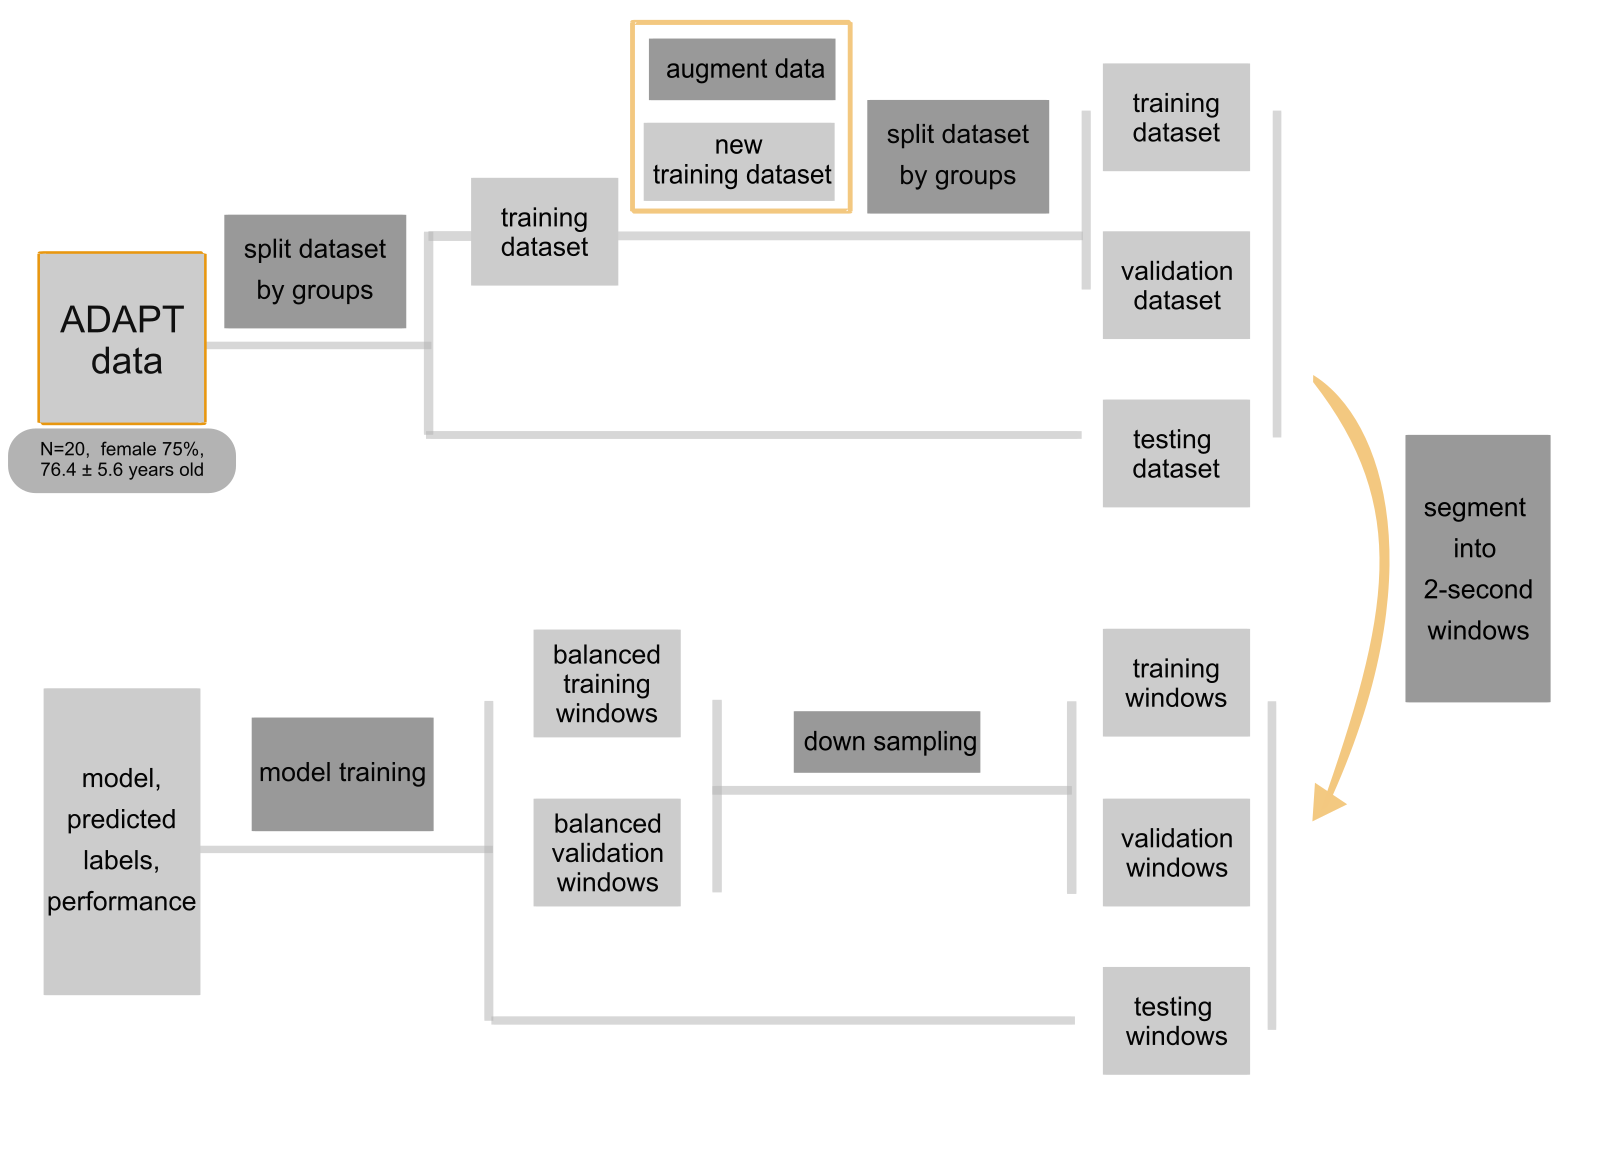 ADAPT
data
N=20,  female 75%,
76.4 ± 5.6 years old
split dataset
by groups
training
dataset
augment data
new
training dataset
split dataset
by groups
training
dataset
validation
dataset
testing
dataset
segment
into
2-second
windows
training
windows
validation
windows
testing
windows
down sampling
balanced
training
windows
balanced
validation
windows
model training
model,
predicted
labels,
performance